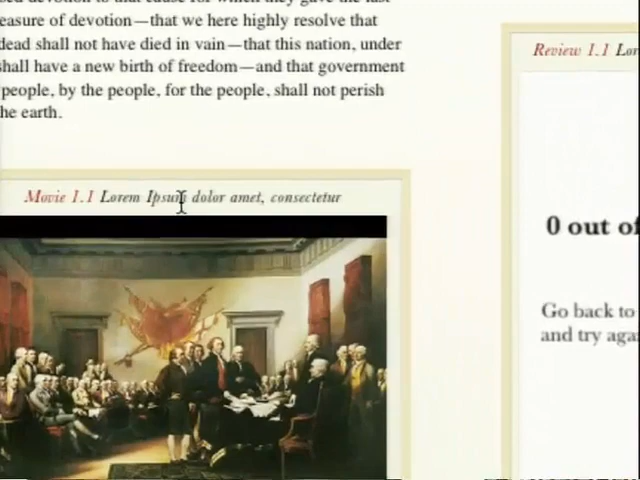 easure of devotion—that we here highly resolve that
dead shall not have died in vain—that this nation, under
shall have a new birth of freedom—and that government
people, by the people, for the people, shall not perish
he earth.
Movie 1.1 Lorem Ipsum dolor amet, consectetur
Review 1.1 Lor
0 out of
Go back to
and try aga